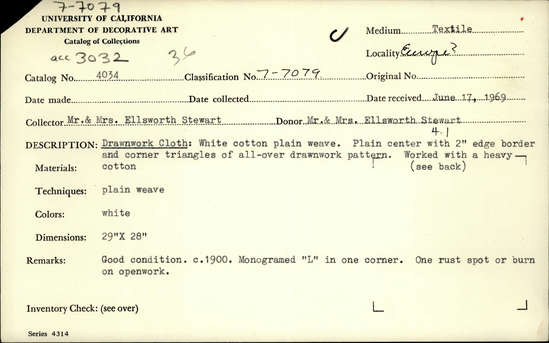 7-7079
UNIVERSITY OF CALIFORNIA
DEPARTMENT OF DECORATIVE ART
Catalog of Collections
acc 3032 36
Medium Textile
Locality Europe?
Catalog No. 4034 Classification No. 7-7079 Original No.
Date made Date collected Date received June 17, 1969
Collector Mr.& Mrs. Ellsworth Stewart Donor Mr.& Mrs. Ellsworth Stewart
4.1
DESCRIPTION: Drawnwork Cloth: White cotton plain weave. Plain center with 2" edge border
and corner triangles of all-over drawnwork pattern. Worked with a heavy
Materials: cotton (see back)
Techniques: plain weave
Colors: white
Dimensions: 29"X 28"
Remarks: Good condition. c.1900. Monogramed "L" in one corner. One rust spot or burn
on openwork.
Inventory Check: (see over)
Series 4314